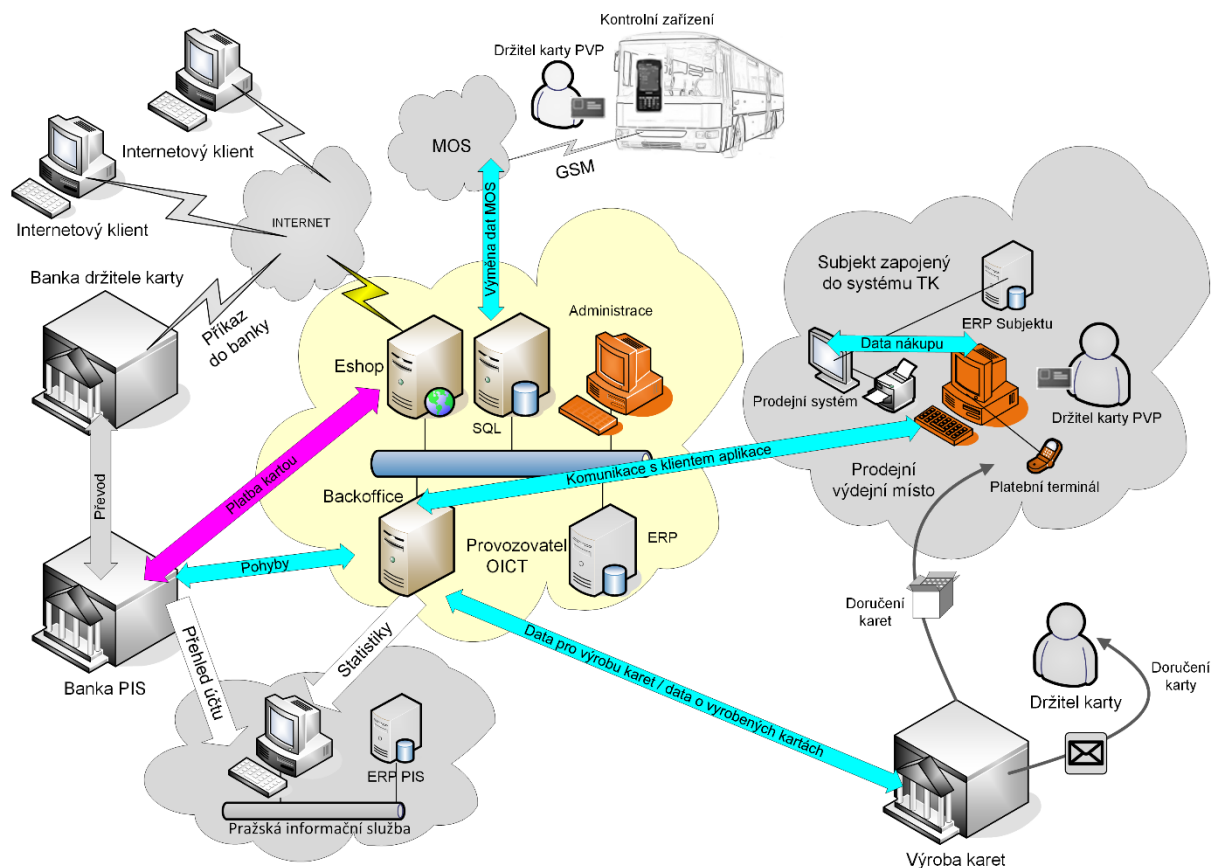 Kontrolní zařízení
Držitel karty PVP
MOS
GSM
Internetový klient
Internetový klient
INTERNET
Banka držitele karty
Příkaz
do banky
Výměna dat MOS
Administrace
Eshop
SQL
Subjekt zapojený
do systému TK
ERP Subjektu
Data nákupu
Prodejní systém
Držitel karty PVP
Komunikace s klientem aplikace
Prodejní
výdejní místo
Platební terminál
Platba kartou
Převod
Backoffice
Provozovatel
OICT
ERP
Pohyby
Banka PIS
Přehled účtu
Statistiky
Data pro výrobu karet / data o vyrobených kartách
Doručení
karet
Držitel karty
Doručení
karty
ERP PIS
Pražská informační služba
Výroba karet